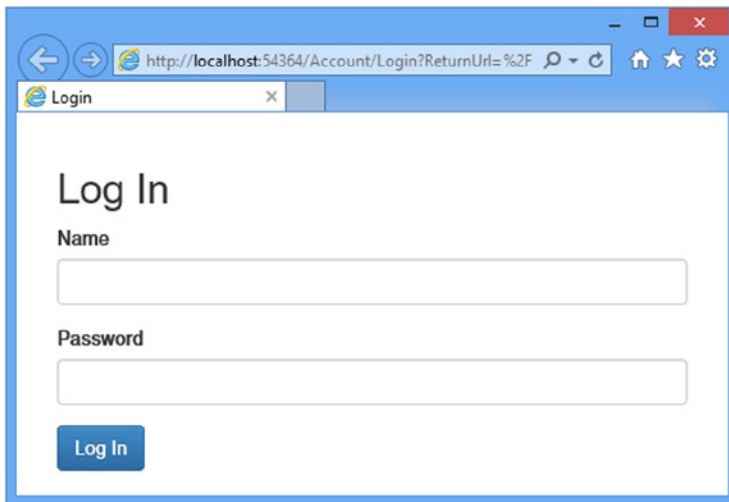 http://localhost:54364/Account/Login?ReturnUrl=%2F
Login
Log In
Name
Password
Log In